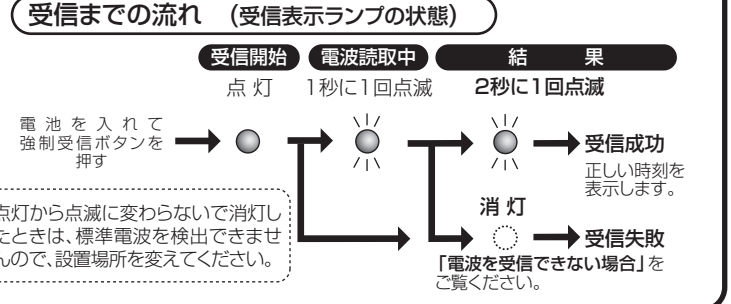 受信までの流れ (受信表示ランプの状態)
受信開始 電波読取中 結果
点灯 1秒に1回点滅 2秒に1回点滅
電池を入れて
強制受信ボタンを
押す
受信成功
正しい時刻を
表示します。
点灯から点滅に変わらないで消灯し
たときは、標準電波を検出できませ
んので、設置場所を変えてください。
消灯
受信失敗
「電波を受信できない場合」を
ご覧ください。